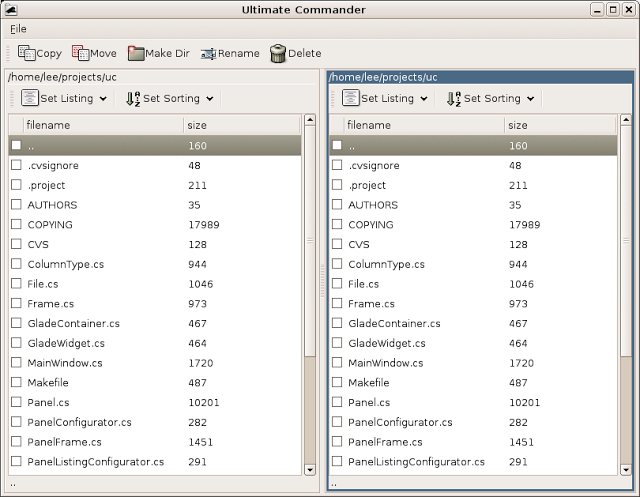 Ultimate Commander
File
Copy Move Make Dir Rename Delete
/home/lee/projects/uc
Set Listing Set Sorting
filename size
.. 160
.cvsignore 48
.project 211
AUTHORS 35
COPYING 17989
CVS 128
ColumnType.cs 944
File.cs 1046
Frame.cs 973
GladeContainer.cs 467
GladeWidget.cs 464
MainWindow.cs 1720
Makefile 487
Panel.cs 10201
PanelConfigurator.cs 282
PanelFrame.cs 1451
PanelListingConfigurator.cs 291
..
/home/lee/projects/uc
Set Listing Set Sorting
filename size
.. 160
.cvsignore 48
.project 211
AUTHORS 35
COPYING 17989
CVS 128
ColumnType.cs 944
File.cs 1046
Frame.cs 973
GladeContainer.cs 467
GladeWidget.cs 464
MainWindow.cs 1720
Makefile 487
Panel.cs 10201
PanelConfigurator.cs 282
PanelFrame.cs 1451
PanelListingConfigurator.cs 291
..